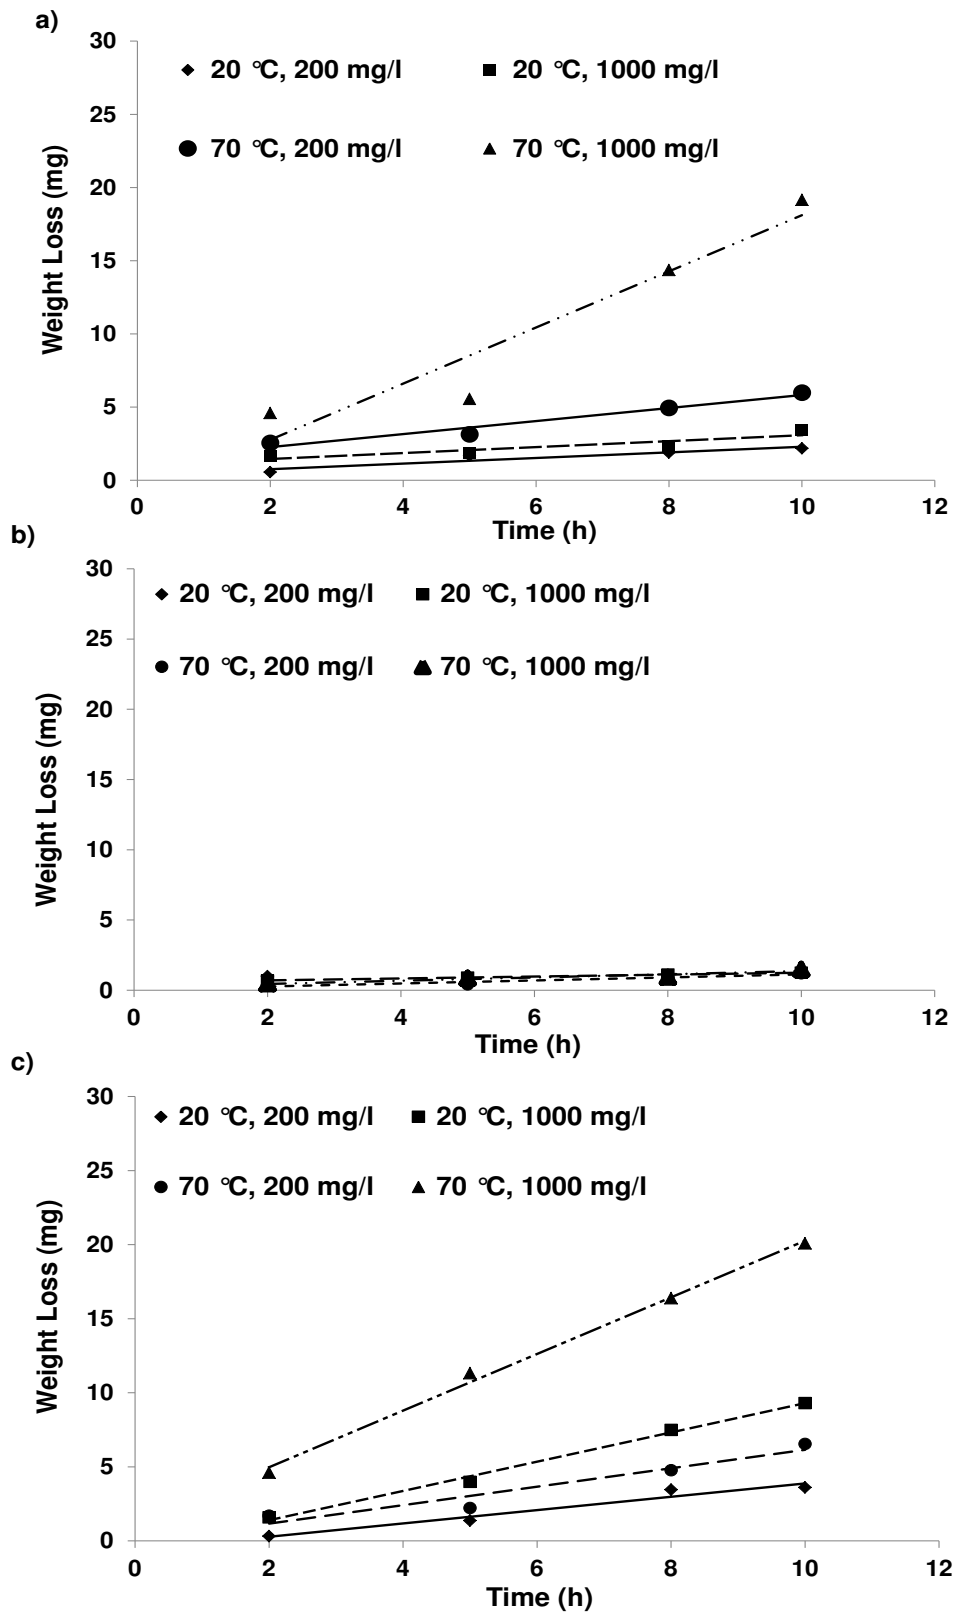 a)
30
25
20
15
10
5
0
Weight Loss (mg)
20 °C, 200 mg/l
20 °C, 1000 mg/l
70 °C, 200 mg/l
70 °C, 1000 mg/l
0 2 4 6 8 10 12
Time (h)
b)
30
25
20
15
10
5
0
Weight Loss (mg)
20 °C, 200 mg/l
20 °C, 1000 mg/l
70 °C, 200 mg/l
70 °C, 1000 mg/l
0 2 4 6 8 10 12
Time (h)
c)
30
25
20
15
10
5
0
Weight Loss (mg)
20 °C, 200 mg/l
20 °C, 1000 mg/l
70 °C, 200 mg/l
70 °C, 1000 mg/l
0 2 4 6 8 10 12
Time (h)